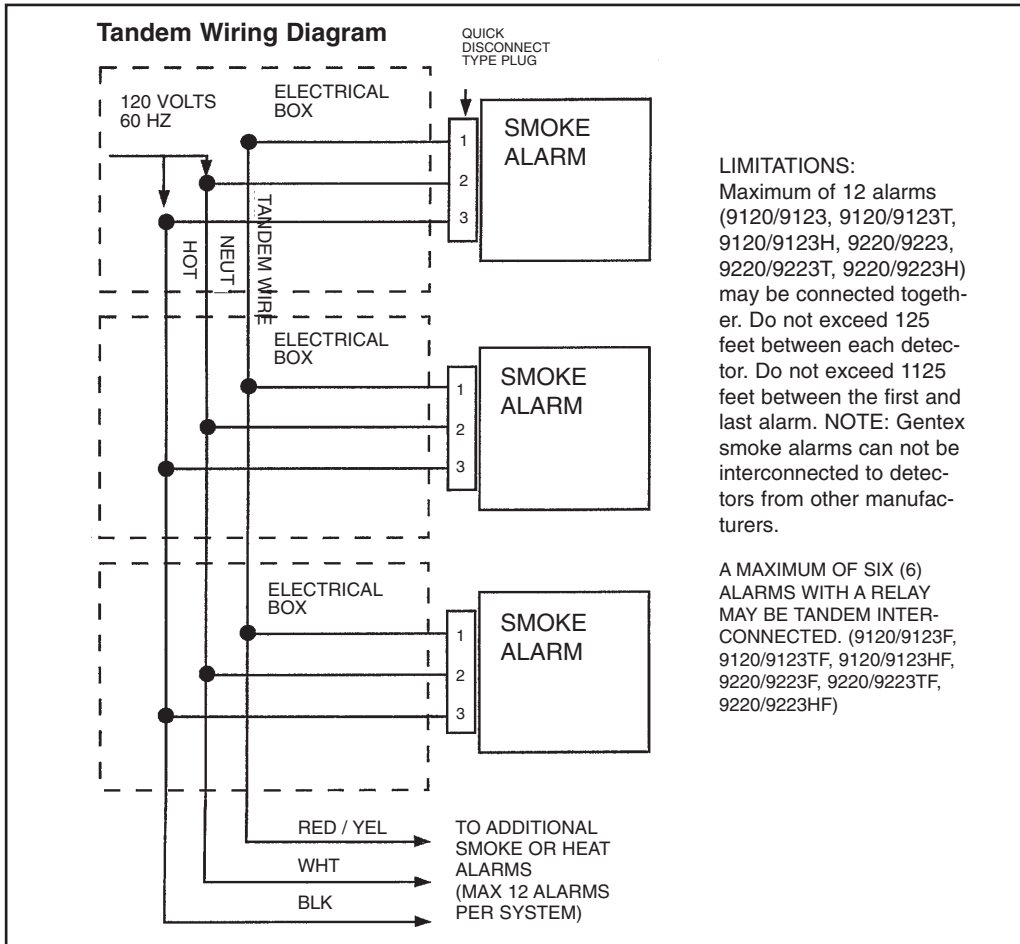 Tandem Wiring Diagram
QUICK
DISCONNECT
TYPE PLUG
120 VOLTS
60 HZ
ELECTRICAL
BOX
1
2
3
SMOKE
ALARM
HOT
NEUT
TANDEM WIRE
ELECTRICAL
BOX
1
2
3
SMOKE
ALARM
ELECTRICAL
BOX
1
2
3
SMOKE
ALARM
RED / YEL
WHT
BLK
TO ADDITIONAL
SMOKE OR HEAT
ALARMS
(MAX 12 ALARMS
PER SYSTEM)
LIMITATIONS:
Maximum of 12 alarms
(9120/9123, 9120/9123T,
9120/9123H, 9220/9223,
9220/9223T, 9220/9223H)
may be connected togeth-
er. Do not exceed 125
feet between each detec-
tor. Do not exceed 1125
feet between the first and
last alarm. NOTE: Gentex
smoke alarms can not be
interconnected to detec-
tors from other manufac-
turers.
A MAXIMUM OF SIX (6)
ALARMS WITH A RELAY
MAY BE TANDEM INTER-
CONNECTED. (9120/9123F,
9120/9123TF, 9120/9123HF,
9220/9223F, 9220/9223TF,
9220/9223HF)